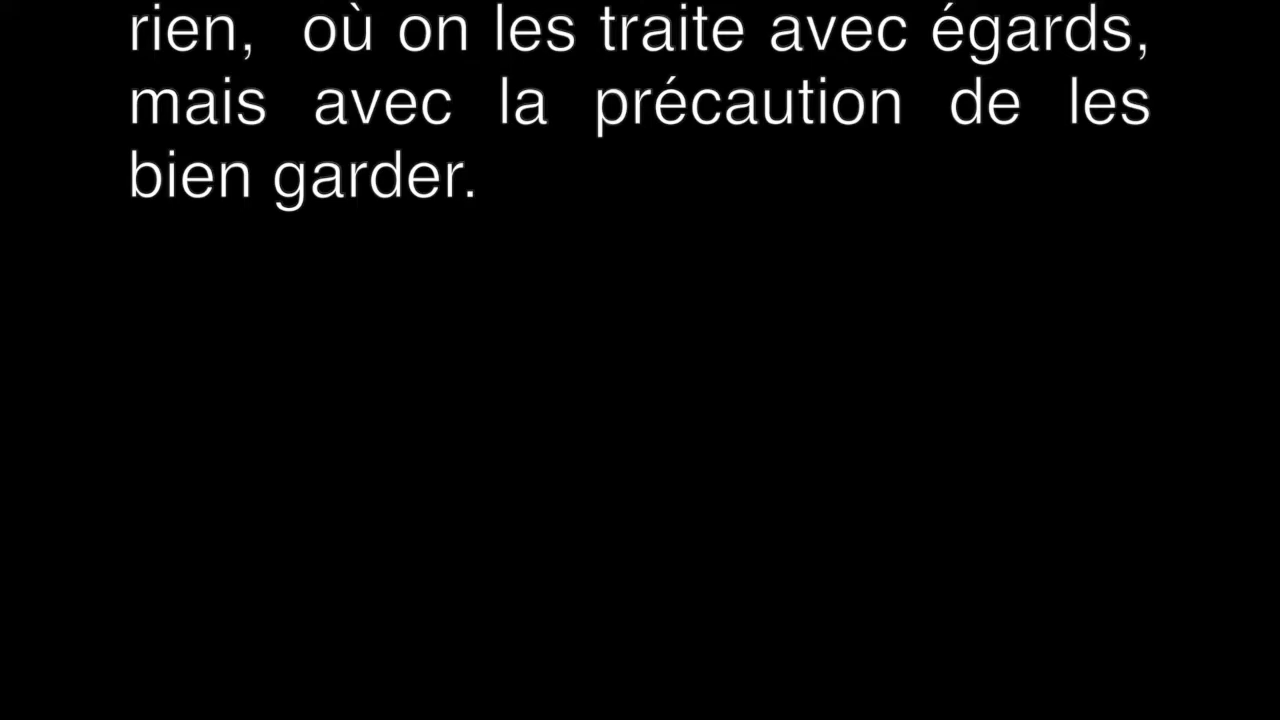 rien, où on les traite avec égards,
mais avec la précaution de les
bien garder.